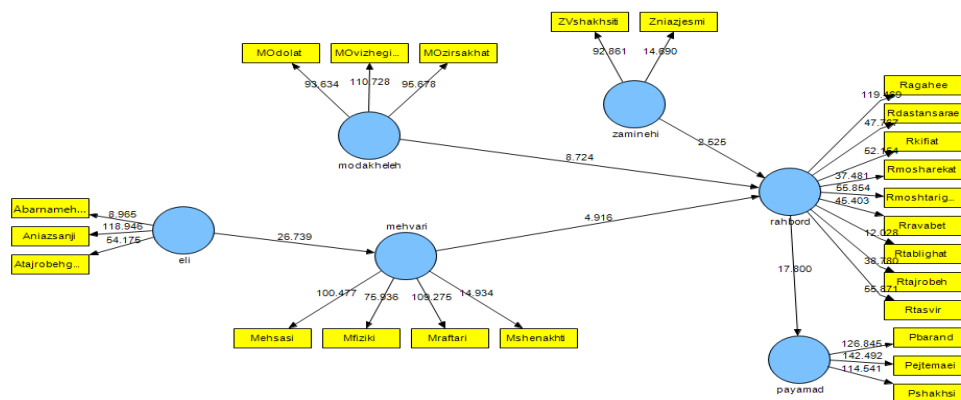 ZVshakhsiti
Zniazjesmi
MOdolat
MOvizhegi...
MOzirsakhat
92.861
14.690
93.634
110.728
95.678
zaminehi
modakheleh
2.525
8.724
Ragahee
Rdastansarae
Rkifiat
Rmosharekat
Rmoshtarig...
Rravabet
Rtablighat
Rtajrobeh
Rtasvir
119.469
47.767
52.154
37.481
55.854
45.403
12.028
38.780
55.871
rahbord
Abarnameh...
Aniazsanji
Atajrobehg...
8.965
118.946
54.175
eli
26.739
mehvari
4.916
100.477
75.936
109.275
14.934
Mehsasi
Mfiziki
Mraftari
Mshenakhti
17.800
payamad
126.845
142.492
114.541
Pbarand
Pejtemaei
Pshakhsi